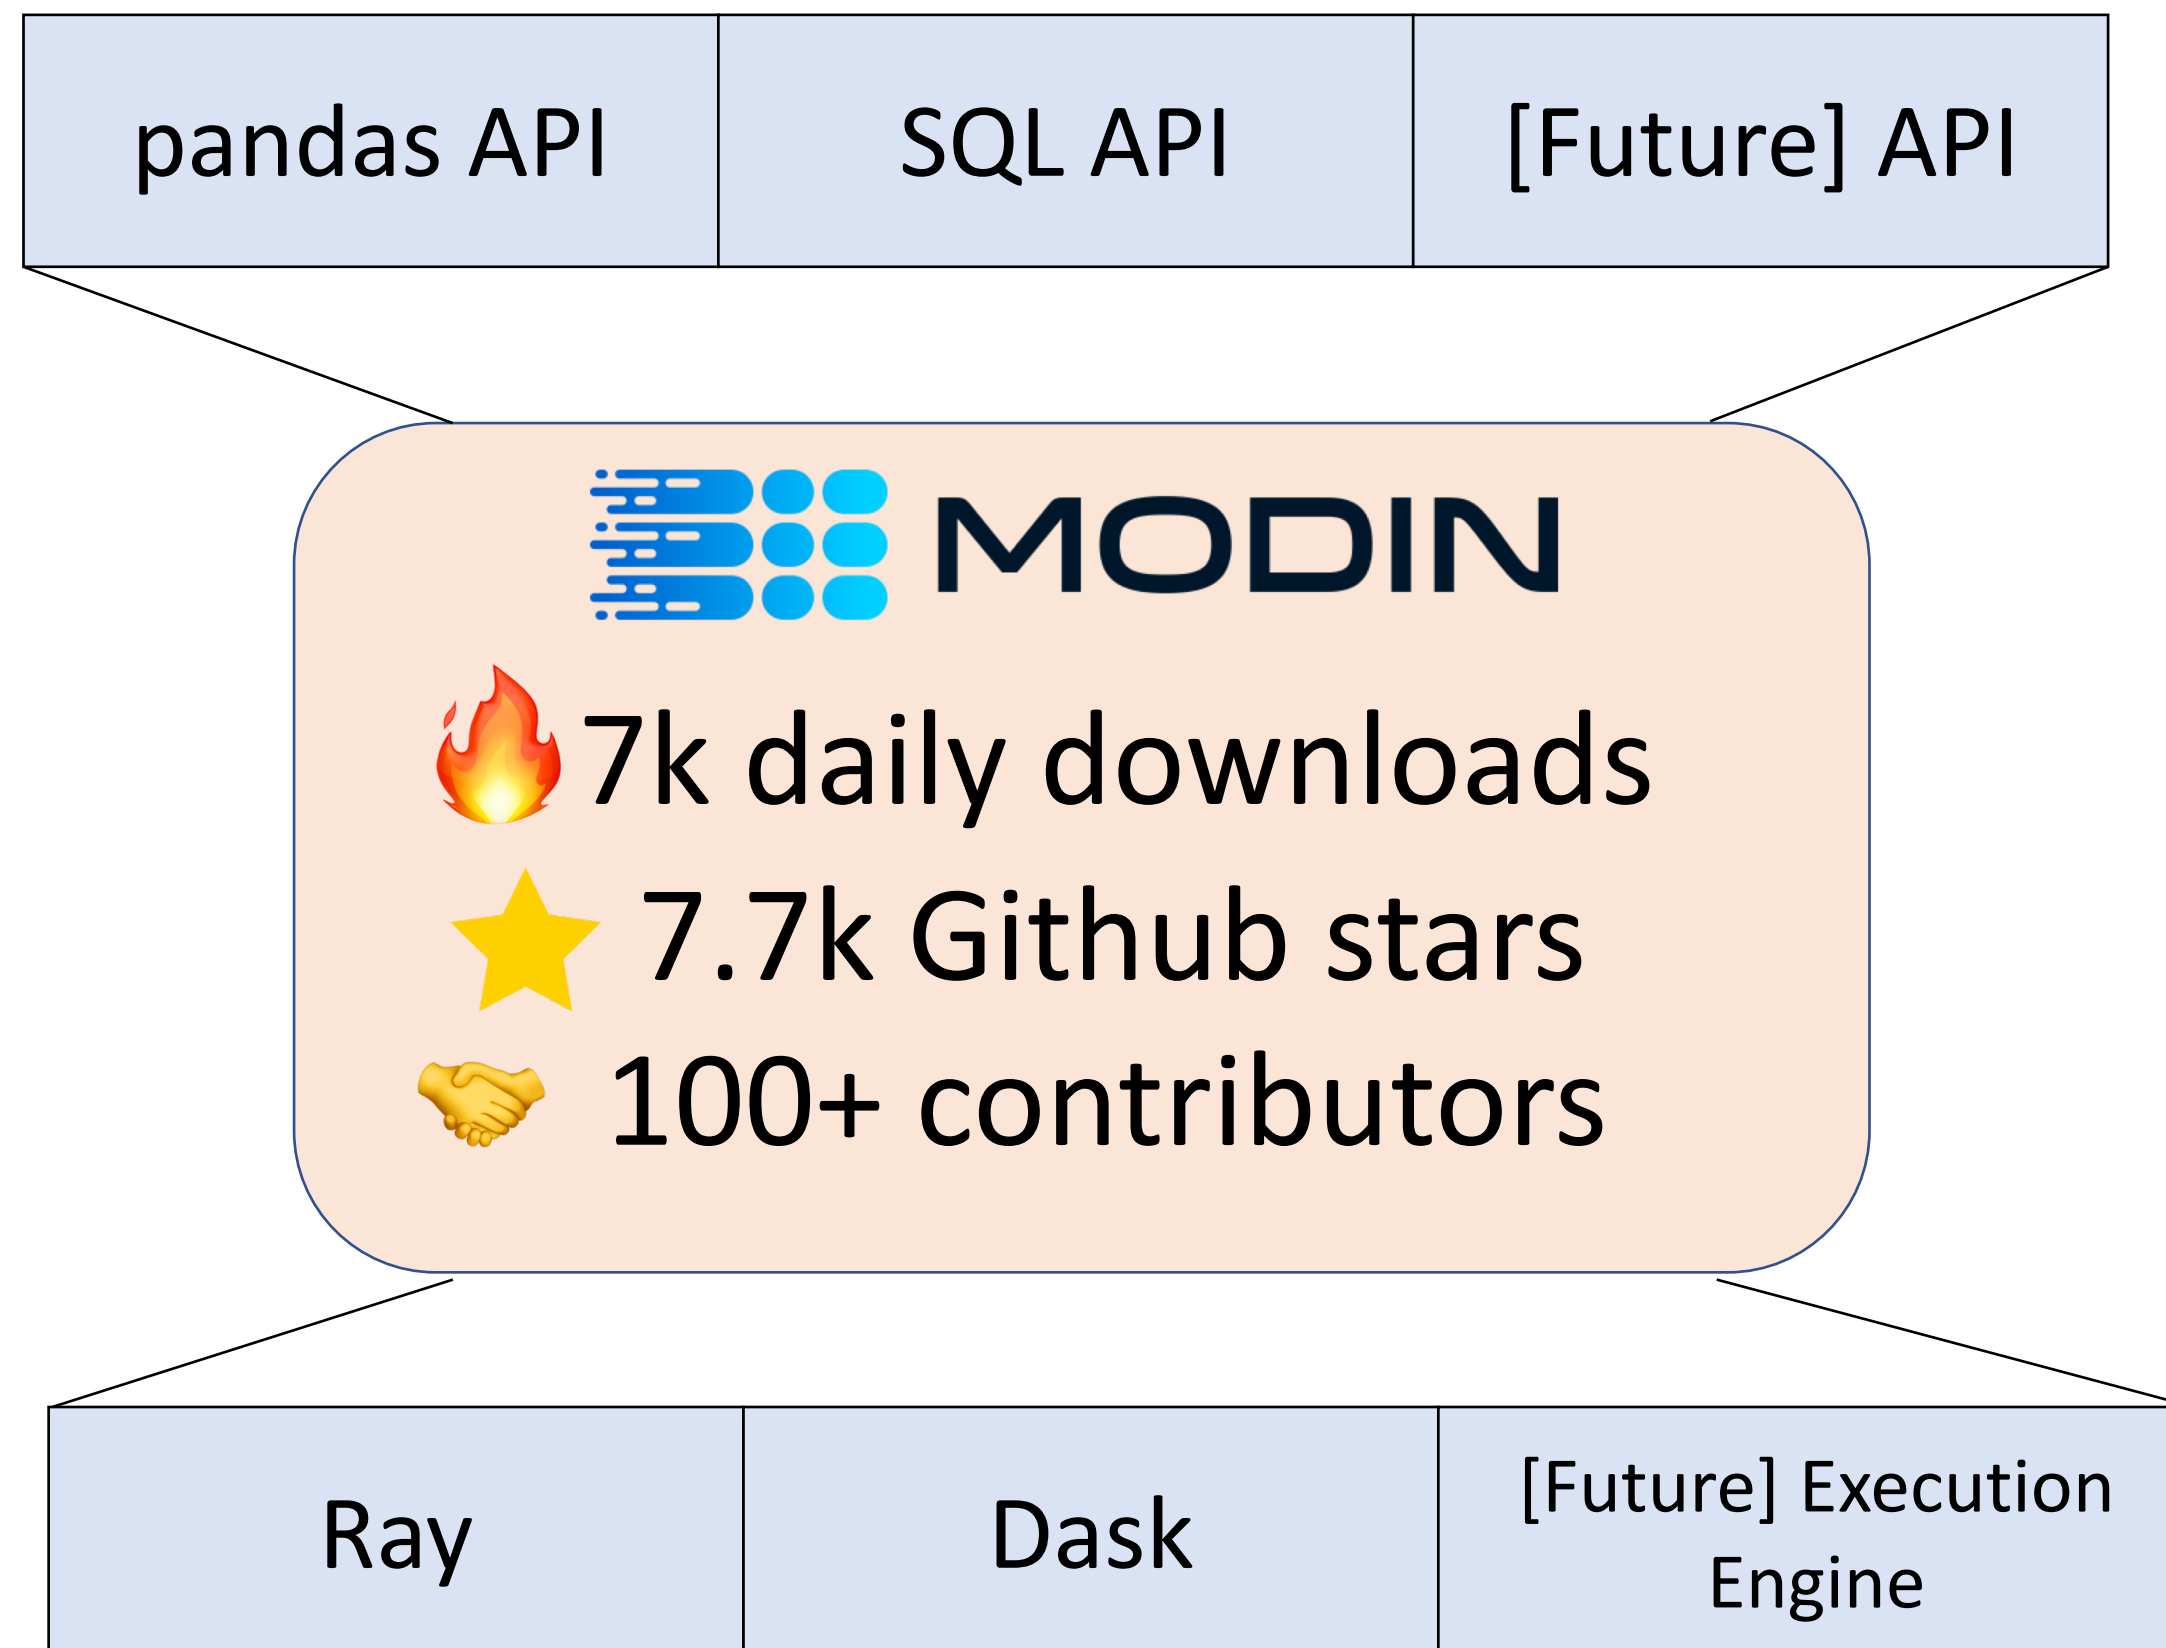 pandas API
SQL API
[Future] API
MODIN
7k daily downloads
7.7k Github stars
100+ contributors
Ray
Dask
[Future] Execution
Engine